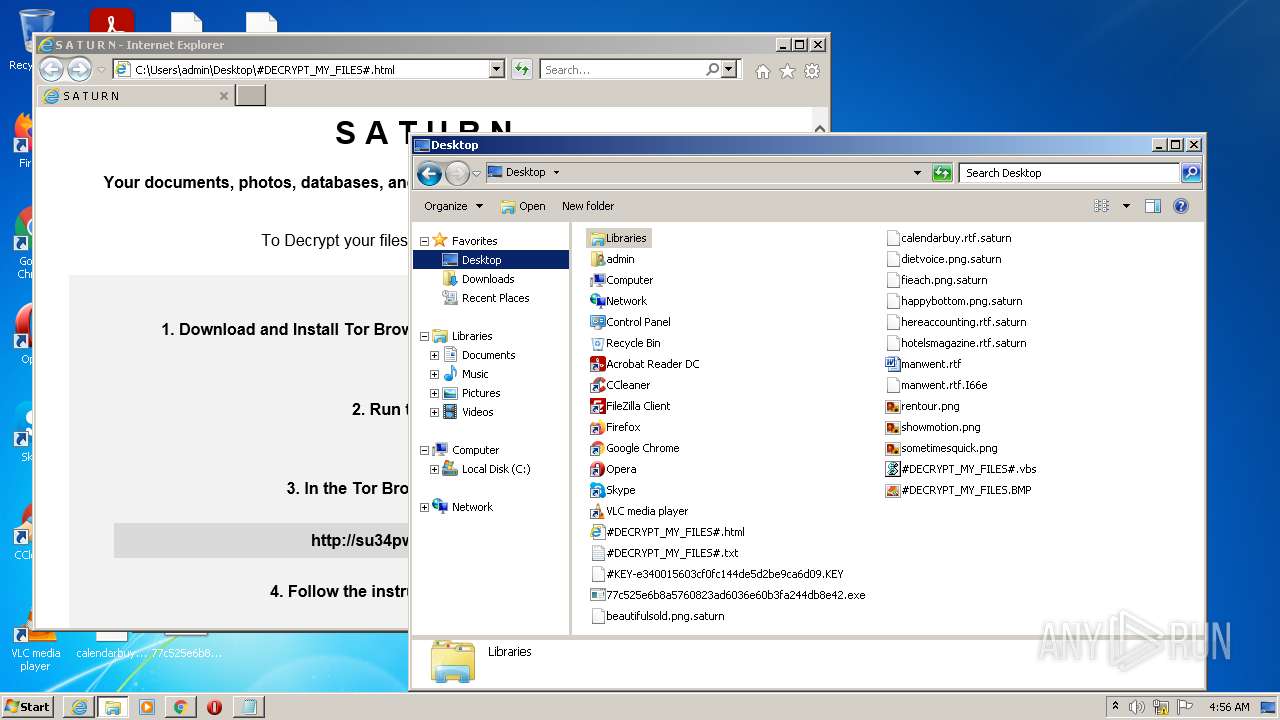 Recy
S A T U R N - Internet Explorer
C:\Users\admin\Desktop\#DECRYPT_MY_FILES#.html
Search...
S A T U R N
S A T U R N
Your documents, photos, databases, and
To Decrypt your files
1. Download and Install Tor Brow
2. Run
3. In the Tor Bro
http://su34pw
4. Follow the instru
Desktop
Desktop
Search Desktop
Organize
Open
New folder
Favorites
Desktop
Downloads
Recent Places
Libraries
Documents
Music
Pictures
Videos
Computer
Local Disk (C:)
Network
Libraries
admin
Computer
Network
Control Panel
Recycle Bin
Acrobat Reader DC
CCleaner
FileZilla Client
Firefox
Google Chrome
Opera
Skype
VLC media player
#DECRYPT_MY_FILES#.html
#DECRYPT_MY_FILES#.txt
#KEY-e340015603cf0fc144de5d2be9ca6d09.KEY
77c525e6b8a5760823ad6036e60b3fa244db8e42.exe
beautifulsold.png.saturn
calendarbuy.rtf.saturn
dietvoice.png.saturn
fieach.png.saturn
happybottom.png.saturn
hereaccounting.rtf.saturn
hotelsmagazine.rtf.saturn
manwent.rtf
manwent.rtf.I66e
rentour.png
showmotion.png
sometimesquick.png
#DECRYPT_MY_FILES#.vbs
#DECRYPT_MY_FILES.BMP
Libraries
Fir
Go
Chr
Op
Sk
CCl
VLC media
player
calendarbuy...
77c525e6b8...
ANY RUN
Start
4:56 AM